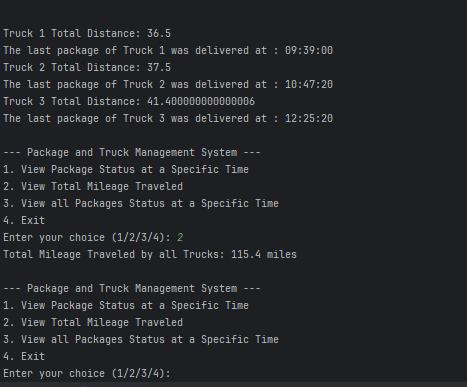 Truck 1 Total Distance: 36.5
The last package of Truck 1 was delivered at : 09:39:00
Truck 2 Total Distance: 37.5
The last package of Truck 2 was delivered at : 10:47:20
Truck 3 Total Distance: 41.400000000000006
The last package of Truck 3 was delivered at : 12:25:20
--- Package and Truck Management System ---
1. View Package Status at a Specific Time
2. View Total Mileage Traveled
3. View all Packages Status at a Specific Time
4. Exit
Enter your choice (1/2/3/4): 2
Total Mileage Traveled by all Trucks: 115.4 miles
--- Package and Truck Management System ---
1. View Package Status at a Specific Time
2. View Total Mileage Traveled
3. View all Packages Status at a Specific Time
4. Exit
Enter your choice (1/2/3/4):